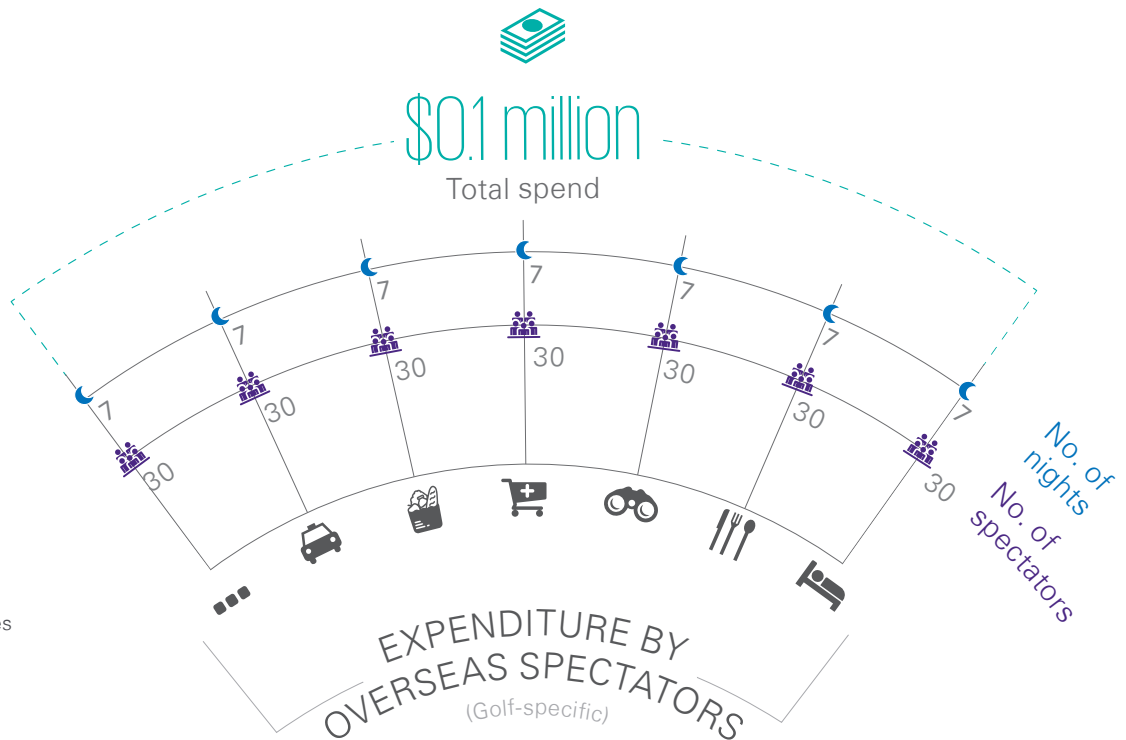 $0.1 million
Total spend
7
7
7
7
7
7
7
30
30
30
30
30
30
30
No. of
nights
No. of
spectators
es
EXPENDITURE BY
OVERSEAS SPECTATORS
(Golf-specific)